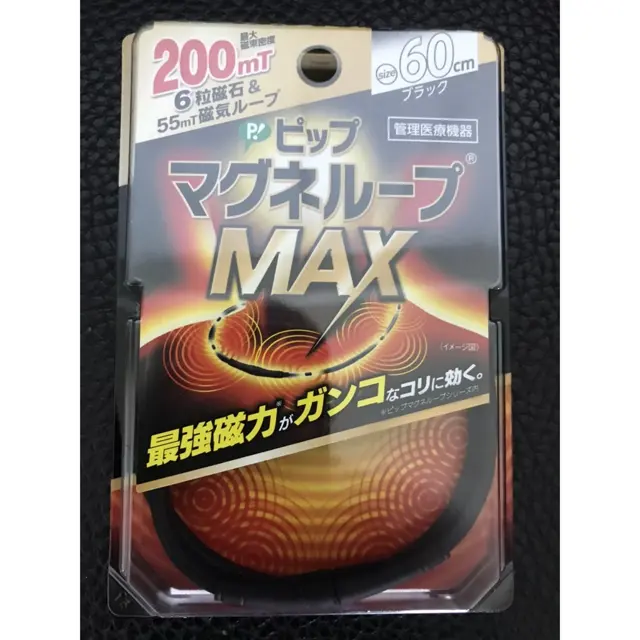 200mT 最大磁束密度
6粒磁石&
55mT磁気ループ
size 60cm
ブラック
管理医療機器
P! ピップ
マグネループ®
MAX
(イメージ図)
最強磁力※がガンコなコリに効く。
※ピップマグネループシリーズ内